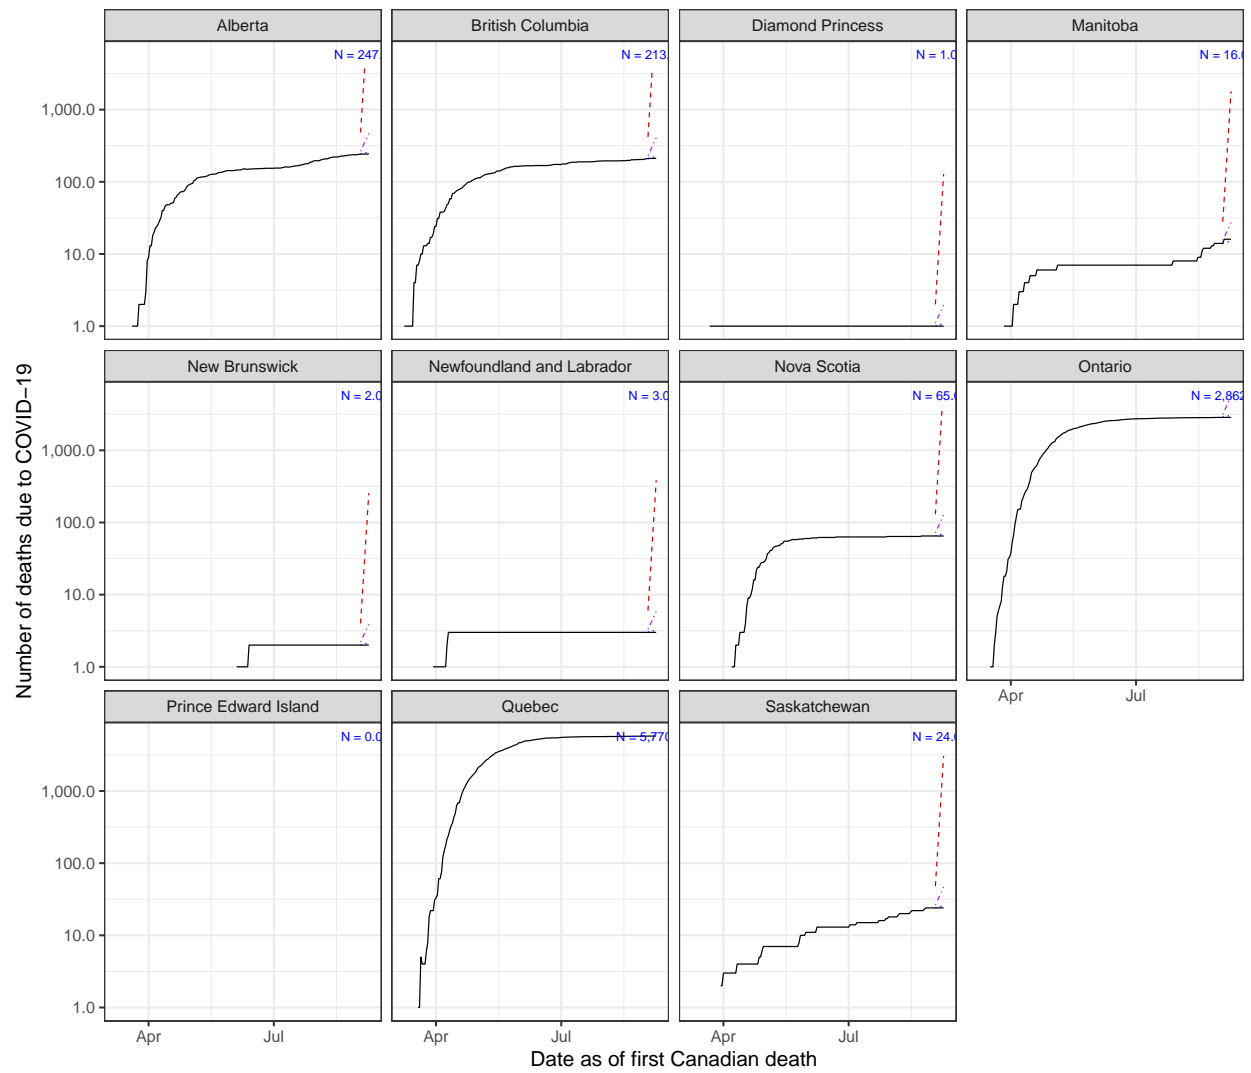 Alberta
British Columbia
Diamond Princess
Manitoba
N = 247.
N = 213.
N = 1.0
N = 16.0
1,000.0
100.0
10.0
1.0
New Brunswick
Newfoundland and Labrador
Nova Scotia
Ontario
N = 2.0
N = 3.0
N = 65.0
N = 2,862
1,000.0
100.0
10.0
1.0
Apr
Jul
Prince Edward Island
Quebec
Saskatchewan
N = 0.0
N = 5,770
N = 24.0
1,000.0
100.0
10.0
1.0
Apr
Jul
Apr
Jul
Apr
Jul
Number of deaths due to COVID−19
Date as of first Canadian death